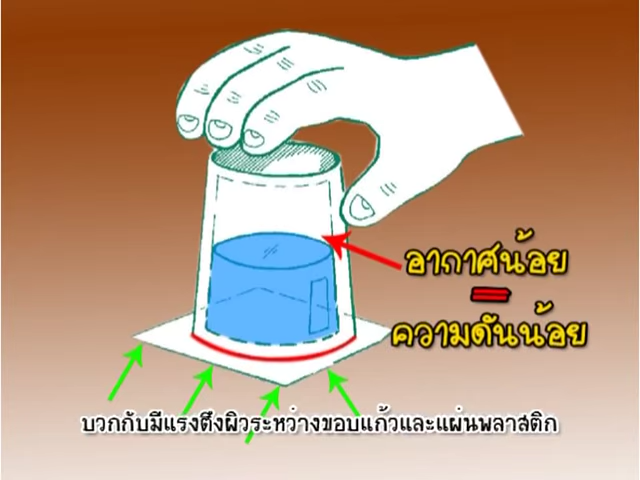 อากาศน้อย
=
ความดันน้อย
บวกกับมีแรงตึงผิวระหว่างขอบแก้วและแผ่นพลาสติก